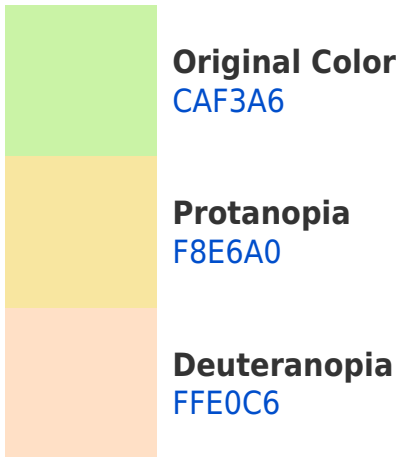 Original Color
CAF3A6
Protanopia
F8E6A0
Deuteranopia
FFE0C6